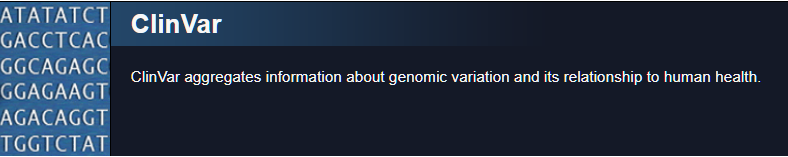 ATATATCT
GACCTCAC
GGCAGAGC
GGAGAAGT
AGACAGGT
TGGTCTAT
ClinVar
ClinVar aggregates information about genomic variation and its relationship to human health.